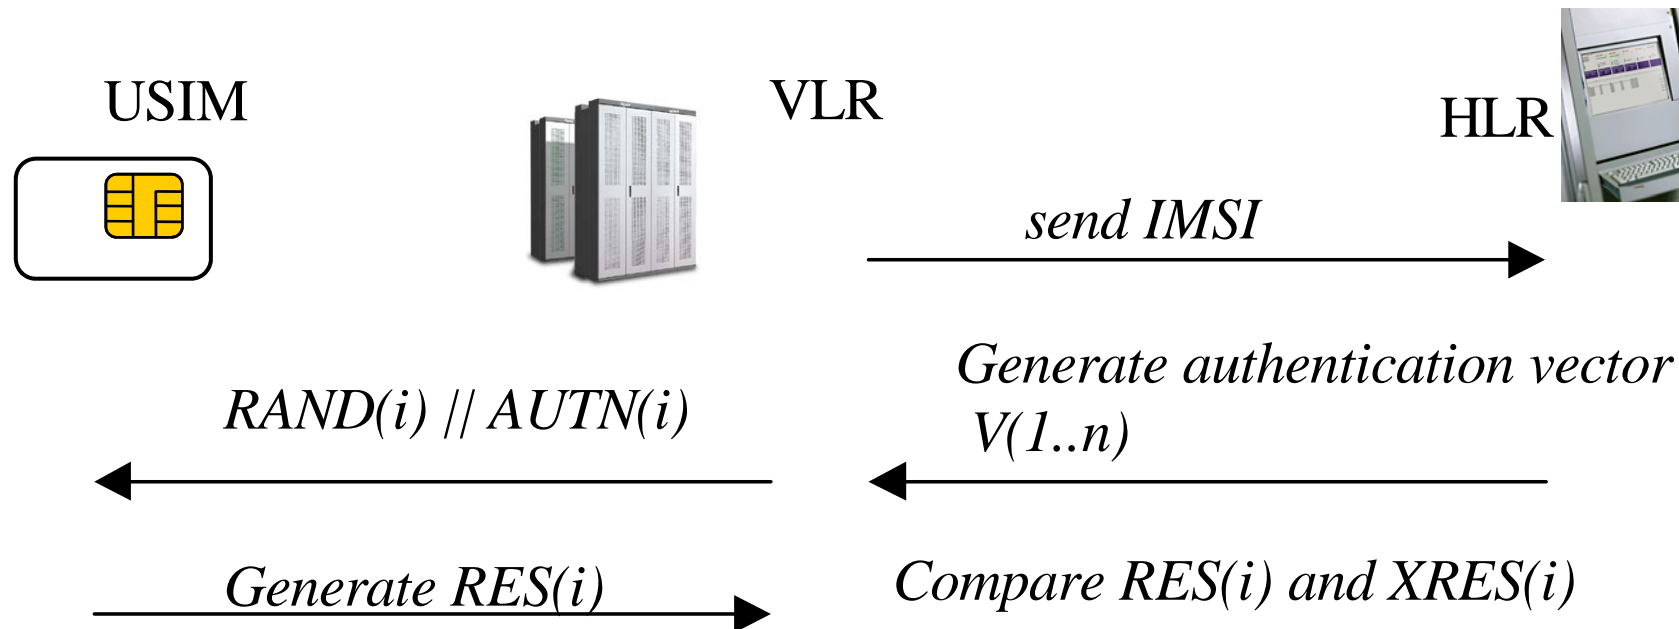 USIM
VLR
HLR
send IMSI
Generate authentication vector
V(1..n)
RAND(i) // AUTN(i)
Generate RES(i)
Compare RES(i) and XRES(i)